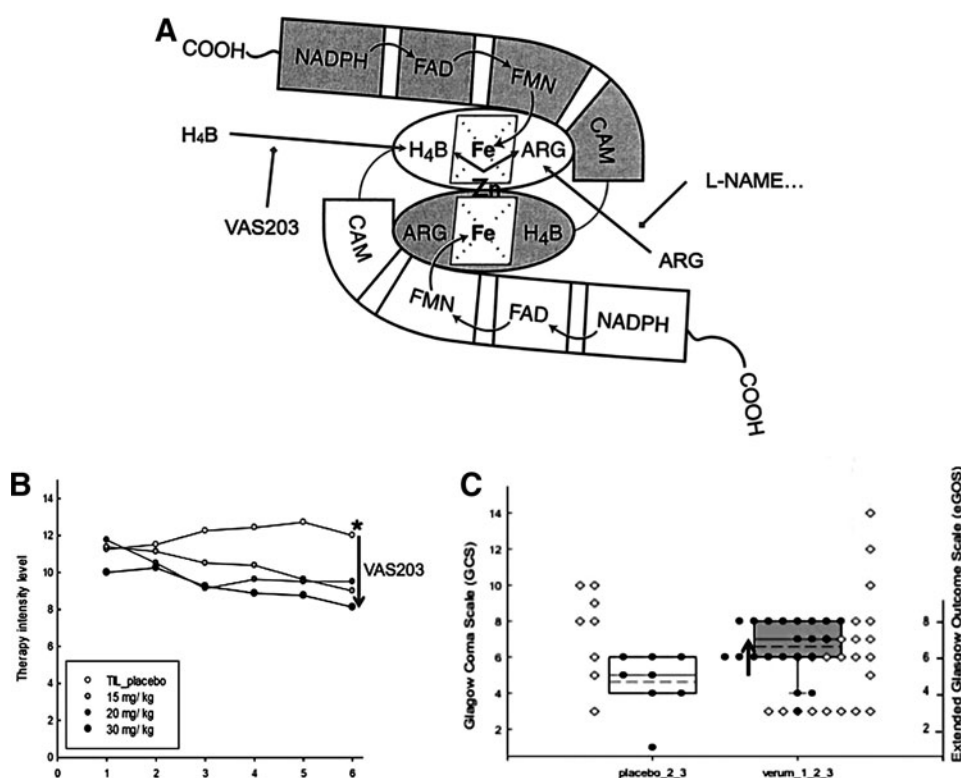 A
COOH
NADPH
FAD
FMN
CAM
H₄B
H₄B
Fe
ARG
Zn
VAS203
L-NAME...
CAM
ARG
Fe
H₄B
ARG
FMN
FAD
NADPH
COOH
B
Therapy intensity level
14
12
10
8
6
4
2
0
*
VAS203
TIL_placebo
15 mg/ kg
20 mg/ kg
30 mg/ kg
0 1 2 3 4 5 6
C
Glagow Coma Scale (GCS)
14
12
10
8
6
4
2
Extended Glasgow Outcome Scale (eGOS)
8
6
4
2
placebo_2_3
verum_1_2_3